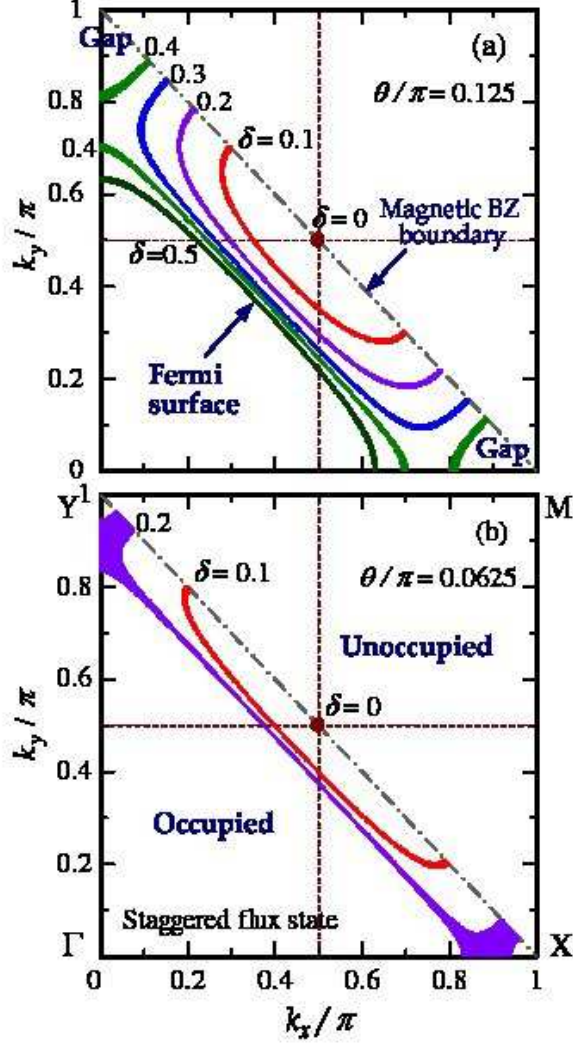 1
Gap
0.4
(a)
0.3
0.2
θ/π = 0.125
0.8
0.4
δ = 0.1
0.6
δ = 0
Magnetic BZ
boundary
k_y / π
δ = 0.5
0.4
Fermi
surface
0.2
Gap
0
Y
1
M
0.2
(b)
δ = 0.1
θ/π = 0.0625
0.8
Unoccupied
0.6
δ = 0
k_y / π
0.4
Occupied
0.2
Staggered flux state
Γ
0
X
0 0.2 0.4 0.6 0.8 1
k_x / π